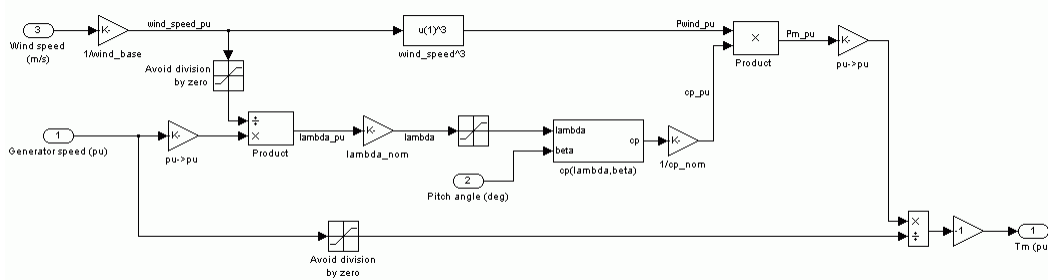 3
Wind speed
(m/s)
K-
1/wind_base
wind_speed_pu
u(1)^3
wind_speed^3
Pwind_pu
×
Product
Pm_pu
K-
pu->pu
Avoid division
by zero
cp_pu
1
Generator speed (pu)
K-
pu->pu
÷
×
Product
lambda_pu
K-
lambda_nom
lambda
lambda
beta
cp
cp(lambda,beta)
K-
1/cp_nom
2
Pitch angle (deg)
Avoid division
by zero
×
÷
-1
1
Tm (pu